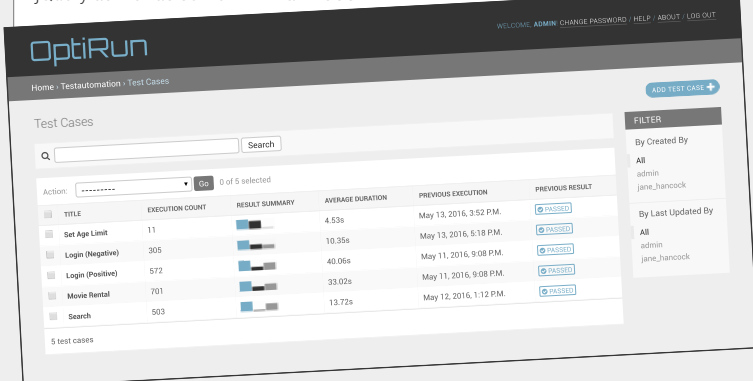 WELCOME, ADMIN! CHANGE PASSWORD / HELP / ABOUT / LOG OUT
OptiRun
Home › Testautomation › Test Cases
ADD TEST CASE +
Test Cases
Search
Action: --------- Go 0 of 5 selected
TITLE EXECUTION COUNT RESULT SUMMARY AVERAGE DURATION PREVIOUS EXECUTION PREVIOUS RESULT
Set Age Limit 11 4.53s May 13, 2016, 3:52 P.M. PASSED
Login (Negative) 305 10.35s May 13, 2016, 5:18 P.M. PASSED
Login (Positive) 572 40.06s May 11, 2016, 9:08 P.M. PASSED
Movie Rental 701 33.02s May 11, 2016, 9:08 P.M. PASSED
Search 503 13.72s May 12, 2016, 1:12 P.M. PASSED
5 test cases
FILTER
By Created By
All
admin
jane_hancock
By Last Updated By
All
admin
jane_hancock